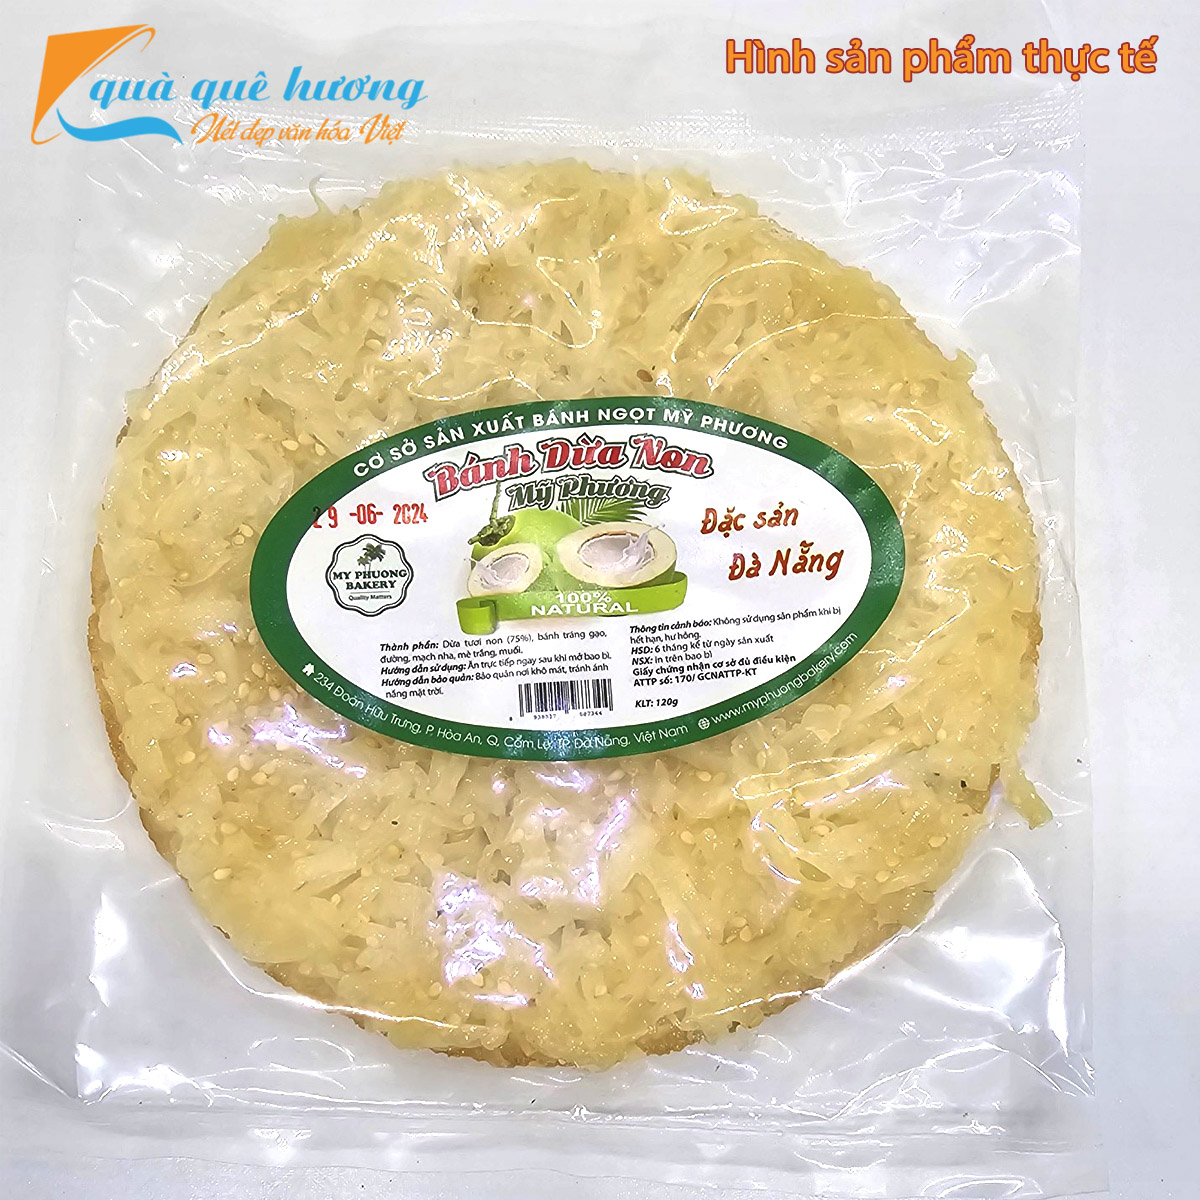 quà quê hương
Nét đẹp văn hóa Việt
Hình sản phẩm thực tế
CƠ SỞ SẢN XUẤT BÁNH NGỌT MỸ PHƯƠNG
Bánh Dừa Non
Mỹ Phương
29 -06- 2024
Đặc sản
Đà Nẵng
MY PHUONG
BAKERY
Quality Matters
100%
NATURAL
Thành phần: Dừa tươi non (75%), bánh tráng gạo,
đường, mạch nha, mè trắng, muối.
Hướng dẫn sử dụng: Ăn trực tiếp ngay sau khi mở bao bì.
Hướng dẫn bảo quản: Bảo quản nơi khô mát, tránh ánh
nắng mặt trời.
Thông tin cảnh báo: Không sử dụng sản phẩm khi bị
hết hạn, hư hỏng.
HSD: 6 tháng kể từ ngày sản xuất
NSX: in trên bao bì
Giấy chứng nhận cơ sở đủ điều kiện
ATTP số: 170/ GCNATTP-KT
KLT: 120g
234 Đoàn Hữu Trưng, P. Hòa An, Q. Cẩm Lệ, TP. Đà Nẵng, Việt Nam
www.myphuongbakery.com